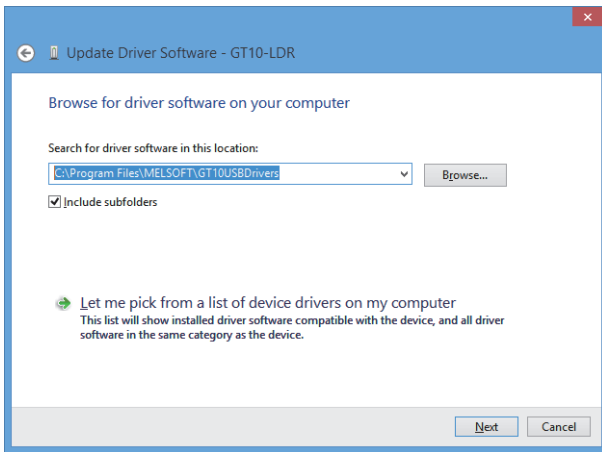 Update Driver Software - GT10-LDR
Browse for driver software on your computer
Search for driver software in this location:
C:\Program Files\MELSOFT\GT10USBDrivers
Browse...
Include subfolders
Let me pick from a list of device drivers on my computer
This list will show installed driver software compatible with the device, and all driver
software in the same category as the device.
Next
Cancel